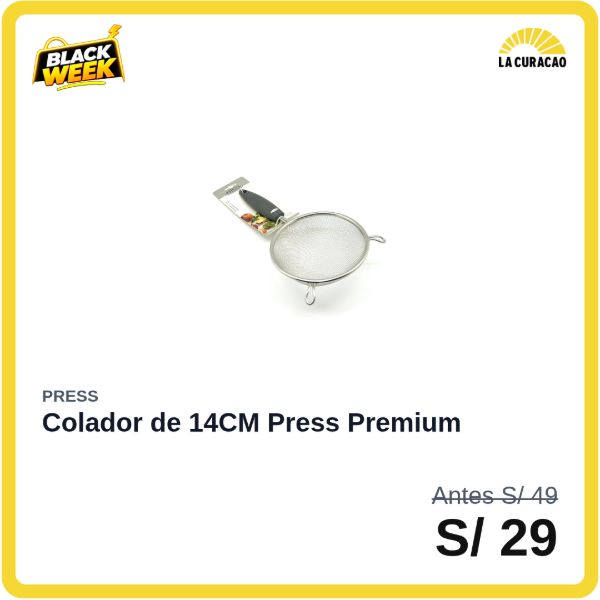 BLACK
WEEK
LA CURACAO
PRESS
Colador de 14CM Press Premium
Antes S/ 49
S/ 29